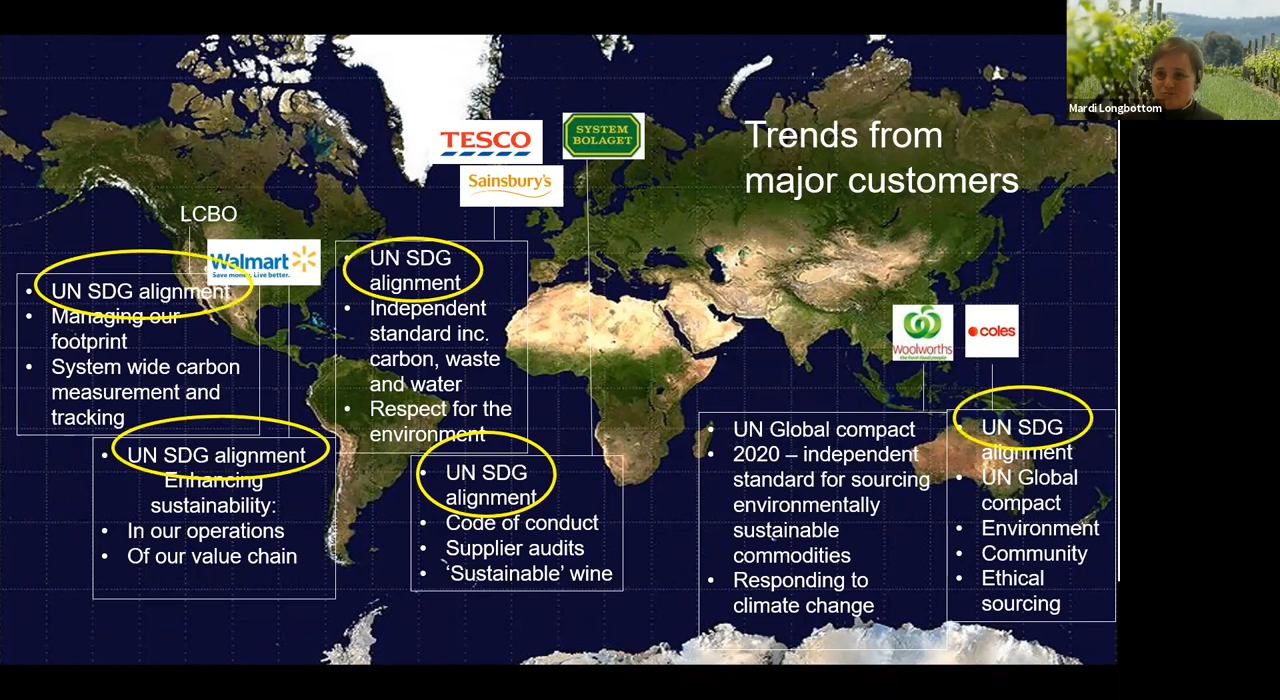 Mardi Longbottom
Trends from
major customers
TESCO
SYSTEM
BOLAGET
Sainsbury's
LCBO
Walmart
Save money. Live better.
• UN SDG alignment
• Managing our
footprint
• System wide carbon
measurement and
tracking
• UN SDG alignment
Enhancing
sustainability:
• In our operations
• Of our value chain
• UN SDG
alignment
• Independent
standard inc.
carbon, waste
and water
• Respect for the
environment
• UN SDG
alignment
• Code of conduct
• Supplier audits
• ‘Sustainable’ wine
Woolworths
the fresh food people
coles
• UN Global compact
• 2020 – independent
standard for sourcing
environmentally
sustainable
commodities
• Responding to
climate change
• UN SDG
alignment
• UN Global
compact
• Environment
• Community
• Ethical
sourcing